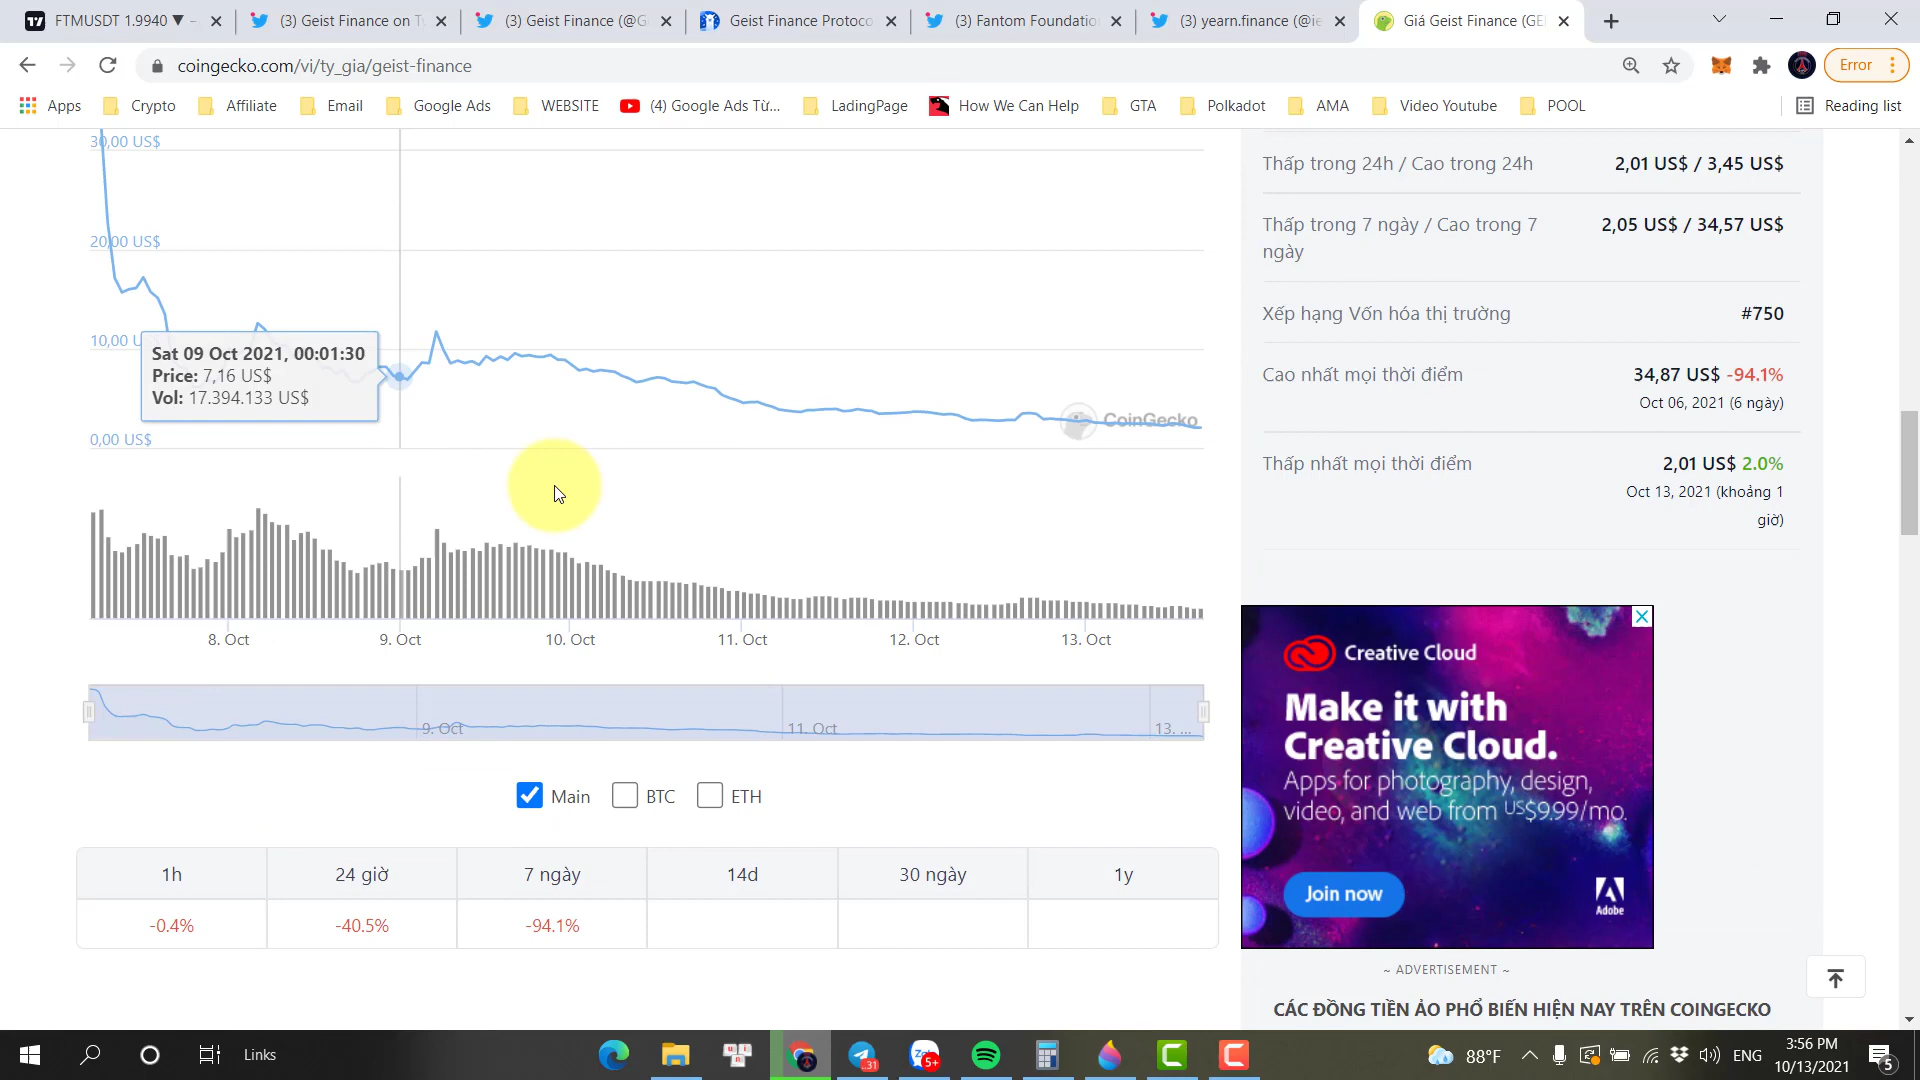 FTMUSDT 1.9940 ▼ −
(3) Geist Finance on Tw
(3) Geist Finance (@Ge
Geist Finance Protoco
(3) Fantom Foundation
(3) yearn.finance (@ie
Giá Geist Finance (GEI
coingecko.com/vi/ty_gia/geist-finance
Error
Apps
Crypto
Affiliate
Email
Google Ads
WEBSITE
(4) Google Ads Từ...
LadingPage
How We Can Help
GTA
Polkadot
AMA
Video Youtube
POOL
Reading list
30,00 US$
20,00 US$
10,00 U
0,00 US$
Sat 09 Oct 2021, 00:01:30
Price: 7,16 US$
Vol: 17.394.133 US$
CoinGecko
8. Oct
9. Oct
10. Oct
11. Oct
12. Oct
13. Oct
9. Oct
11. Oct
13. ...
Main
BTC
ETH
1h
24 giờ
7 ngày
14d
30 ngày
1y
-0.4%
-40.5%
-94.1%
Thấp trong 24h / Cao trong 24h
2,01 US$ / 3,45 US$
Thấp trong 7 ngày / Cao trong 7
ngày
2,05 US$ / 34,57 US$
Xếp hạng Vốn hóa thị trường
#750
Cao nhất mọi thời điểm
34,87 US$ -94.1%
Oct 06, 2021 (6 ngày)
Thấp nhất mọi thời điểm
2,01 US$ 2.0%
Oct 13, 2021 (khoảng 1
giờ)
Creative Cloud
Make it with
Creative Cloud.
Apps for photography, design,
video, and web from US$9.99/mo.
Join now
Adobe
~ ADVERTISEMENT ~
CÁC ĐỒNG TIỀN ẢO PHỔ BIẾN HIỆN NAY TRÊN COINGECKO
Links
31
5+
88°F
ENG
3:56 PM
10/13/2021
5